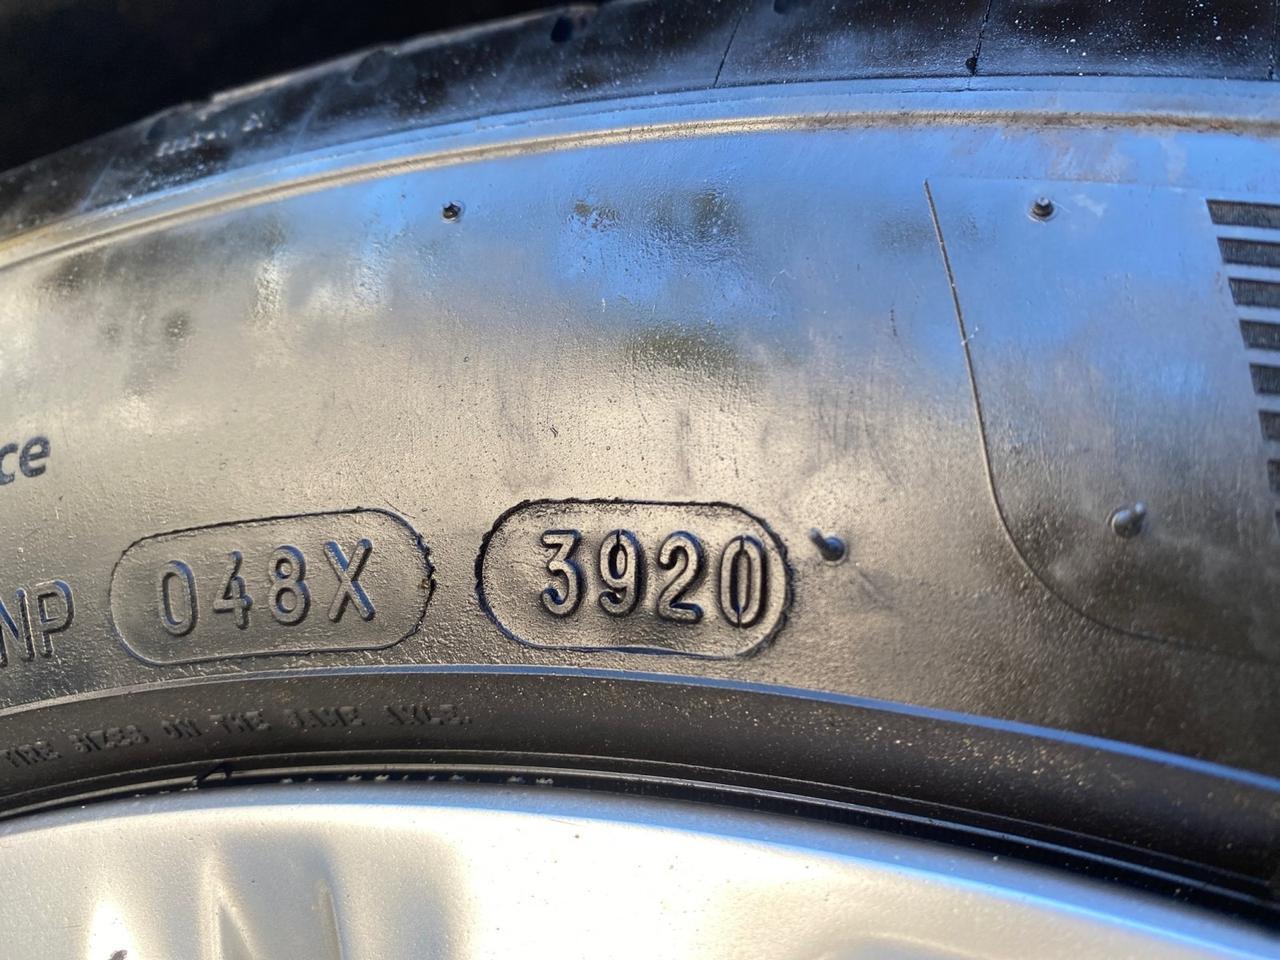 ce
NP 048X 3920
TIRE SIZES ON THE SAME AXLE.